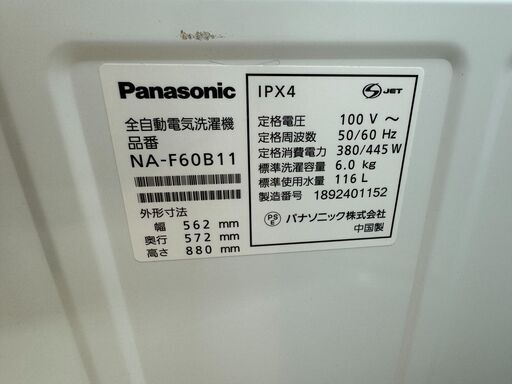 Panasonic
全自動電気洗濯機
品番
NA-F60B11
外形寸法
幅 562 mm
奥行 572 mm
高さ 880 mm
IPX4
S JET
定格電圧 100 V ~
定格周波数 50/60 Hz
定格消費電力 380/445 W
標準洗濯容量 6.0 kg
標準使用水量 116 L
製造番号 1892401152
PS E パナソニック株式会社
中国製